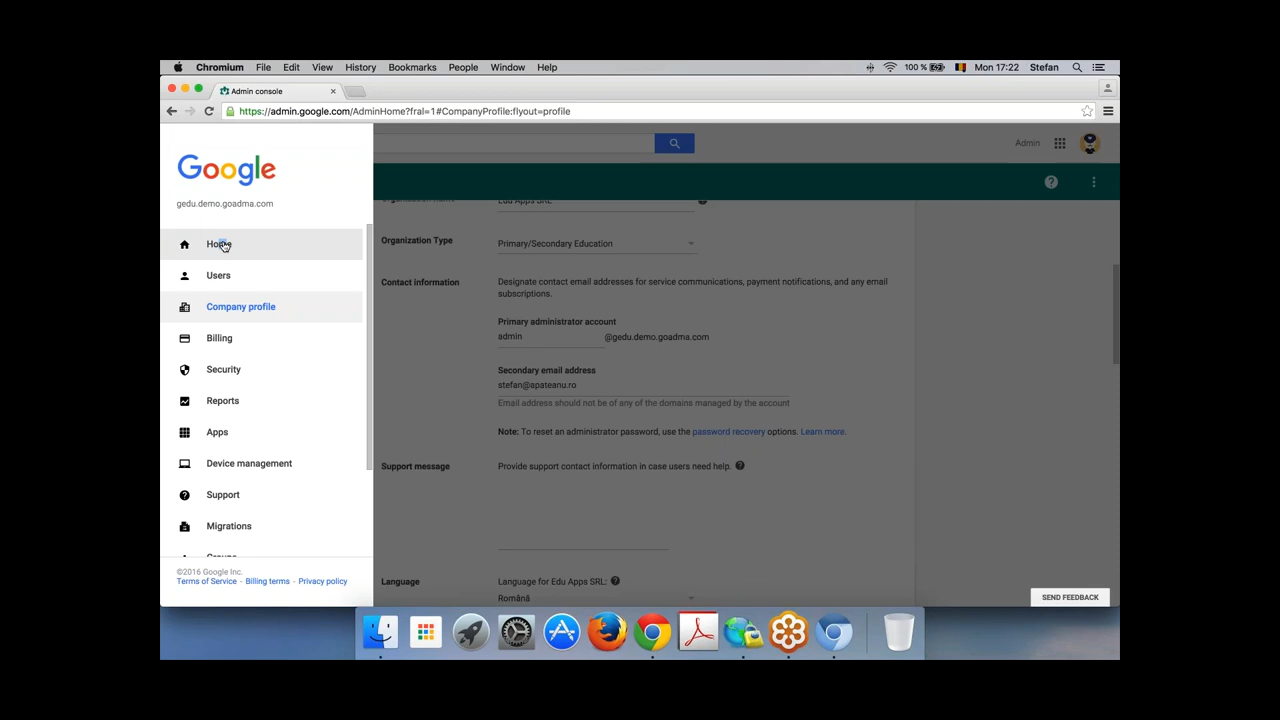 Chromium File Edit View History Bookmarks People Window Help 100 % Mon 17:22 Stefan
Admin console
https://admin.google.com/AdminHome?fral=1#CompanyProfile:flyout=profile
Google
gedu.demo.goadma.com
Home
Users
Company profile
Billing
Security
Reports
Apps
Device management
Support
Migrations
©2016 Google Inc.
Terms of Service - Billing terms - Privacy policy
Admin
Edu Apps SRL
Organization Type
Primary/Secondary Education
Contact information
Designate contact email addresses for service communications, payment notifications, and any email
subscriptions.
Primary administrator account
admin @gedu.demo.goadma.com
Secondary email address
stefan@apateanu.ro
Email address should not be of any of the domains managed by the account
Note: To reset an administrator password, use the password recovery options. Learn more.
Support message
Provide support contact information in case users need help.
Language
Language for Edu Apps SRL:
Română
SEND FEEDBACK